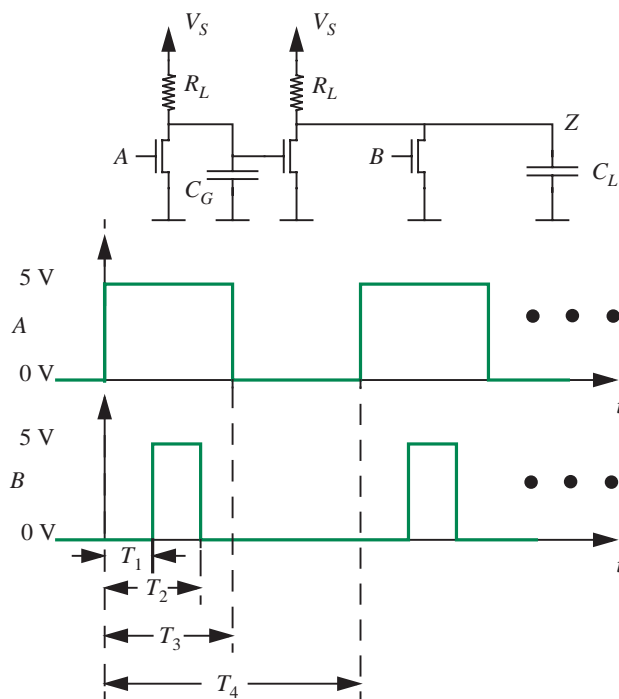 V_S V_S
R_L R_L
A C_G B Z C_L
5 V
A
0 V
t
5 V
B
0 V
t
T_1
T_2
T_3
T_4